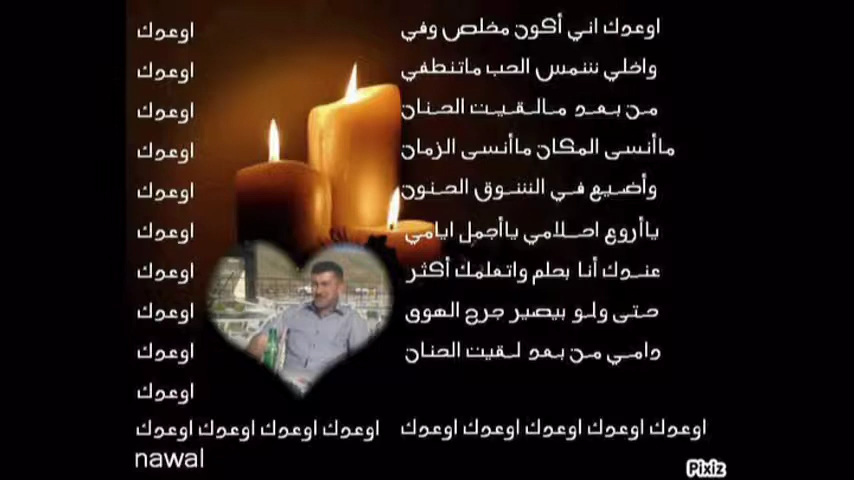 اوعدك اني أكون مخلص وفي
اوعدك
واخلي شمس الحب ماتنطفي
اوعدك
من بعد مالقيت الحنان
اوعدك
ماأنسى المكان ماأنسى الزمان
اوعدك
وأضيع في الشوق الحنون
اوعدك
ياأروع احلامي ياأجمل ايامي
اوعدك
عندك أنا بحلم واتعلمك أكثر
اوعدك
حتى ولو بيصير جرح الهوى
اوعدك
دامي من بعد لقيت الحنان
اوعدك
اوعدك
اوعدك اوعدك اوعدك اوعدك اوعدك
اوعدك اوعدك اوعدك اوعدك
nawal
Pixiz